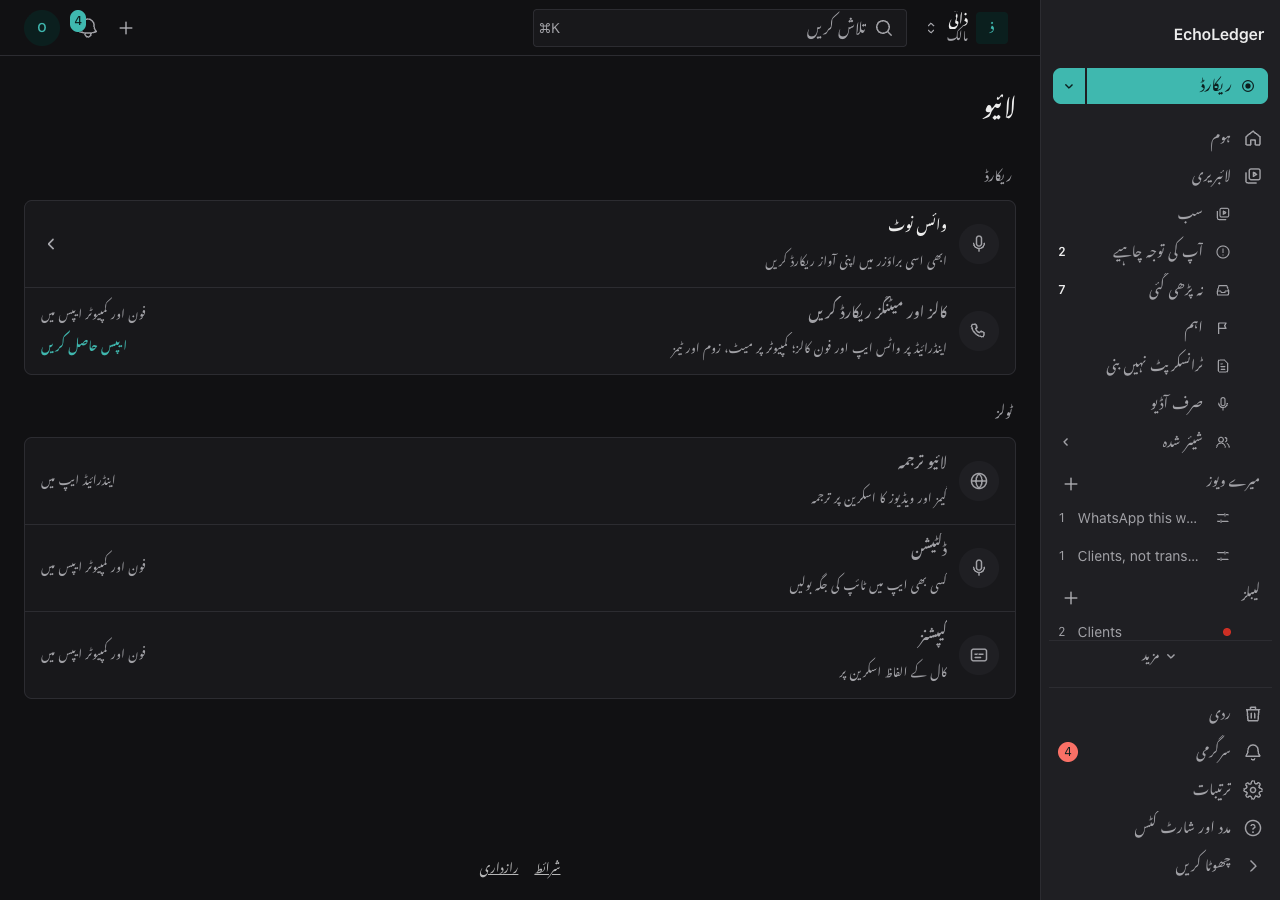 EchoLedger
ریکارڈ
ہوم
لائبریری
سب
آپ کی توجہ چاہیے 2
نہ پڑھی گئی 7
اہم
ٹرانسکرپٹ نہیں بنی
صرف آڈیو
شیئر شدہ
میرے ویوز
WhatsApp this w... 1
Clients, not trans... 1
لیبلز
Clients 2
مزید
ردی
سرگرمی 4
ترتیبات
مدد اور شارٹ کٹس
چھوٹا کریں
ذ
ذاتی
مالک
تلاش کریں ⌘K
4
O
لائیو
ریکارڈ
وائس نوٹ
ابھی اسی براؤزر میں اپنی آواز ریکارڈ کریں
کالز اور میٹنگز ریکارڈ کریں
اینڈرائیڈ پر واٹس ایپ اور فون کالز؛ کمپیوٹر پر میٹ، زوم اور ٹیمز
فون اور کمپیوٹر ایپس میں
ایپس حاصل کریں
ٹولز
لائیو ترجمہ
گیمز اور ویڈیوز کا اسکرین پر ترجمہ
اینڈرائیڈ ایپ میں
ڈکٹیشن
کسی بھی ایپ میں ٹائپ کی جگہ بولیں
فون اور کمپیوٹر ایپس میں
کیپشنز
کال کے الفاظ اسکرین پر
فون اور کمپیوٹر ایپس میں
شرائط رازداری